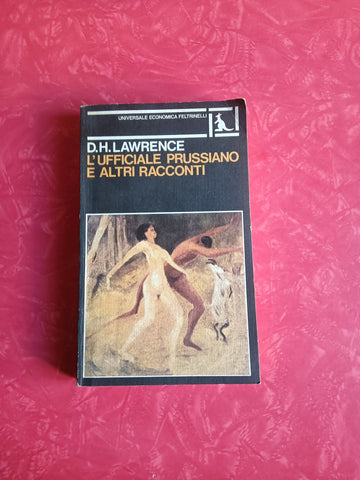 UNIVERSALE ECONOMICA FELTRINELLI
D.H. LAWRENCE
L'UFFICIALE PRUSSIANO
E ALTRI RACCONTI